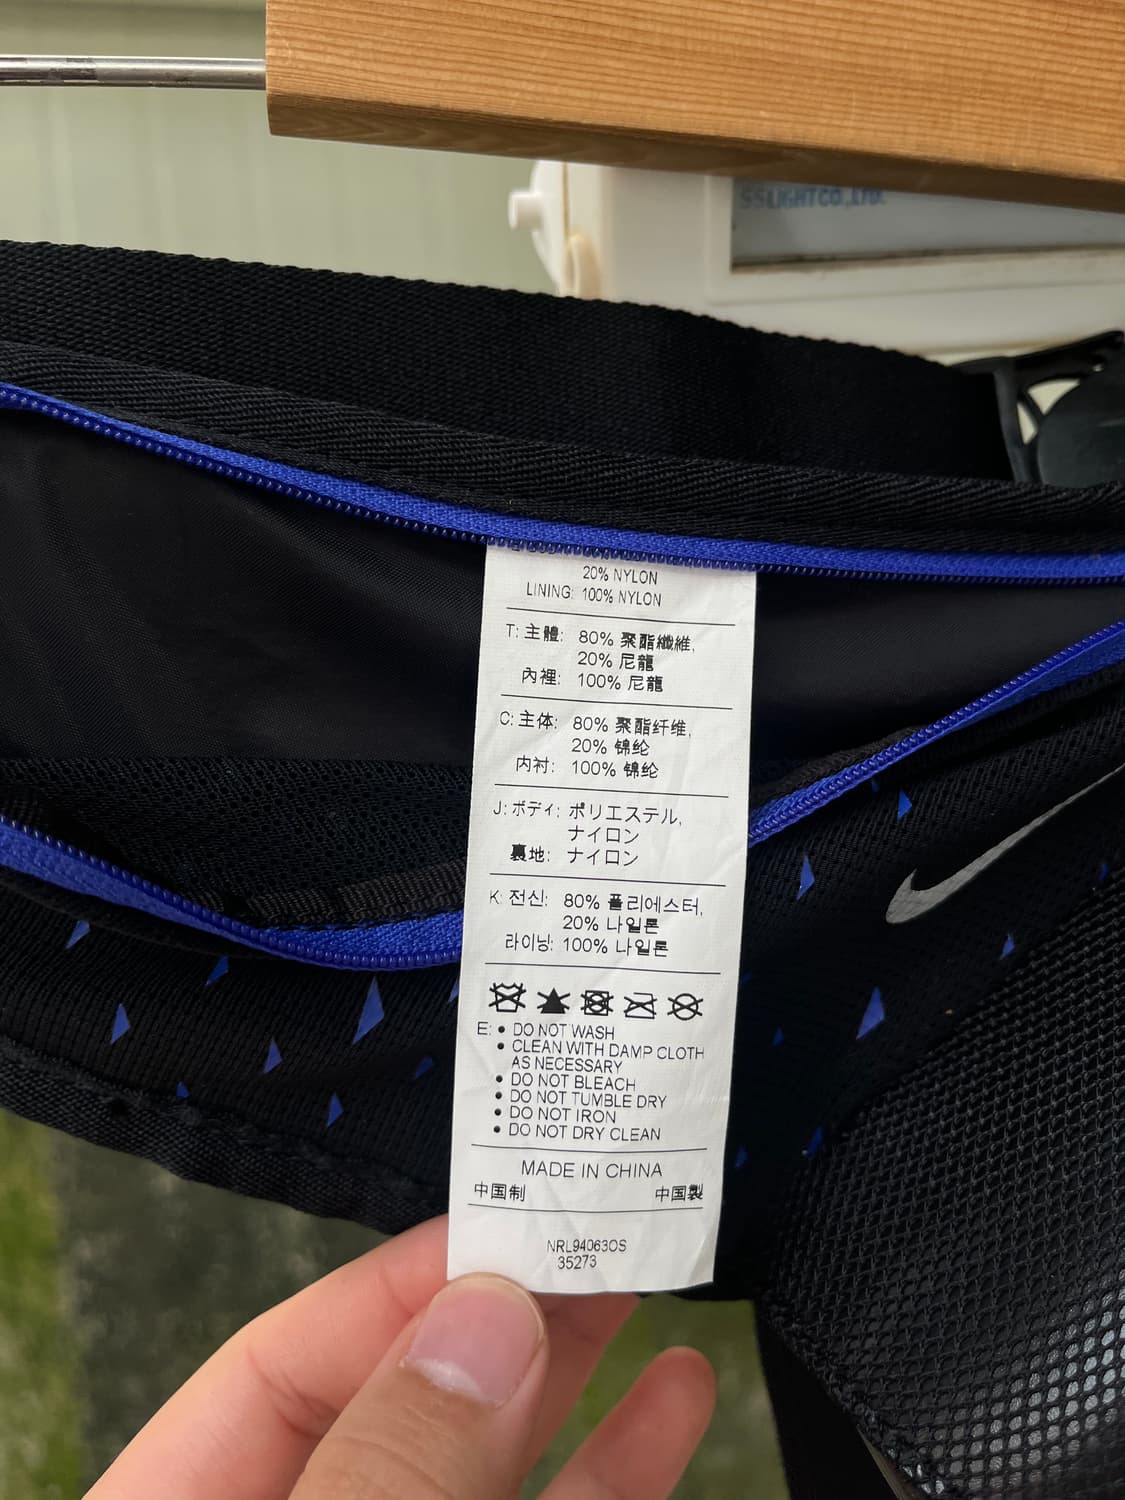 SSLIGHT CO.,LTD.
20% NYLON
LINING: 100% NYLON
T: 主體: 80% 聚酯纖維,
20% 尼龍
內裡: 100% 尼龍
C: 主体: 80% 聚酯纤维,
20% 锦纶
内衬: 100% 锦纶
J: ボディ: ポリエステル,
ナイロン
裏地: ナイロン
K: 전신: 80% 폴리에스터,
20% 나일론
라이닝: 100% 나일론
E: • DO NOT WASH
• CLEAN WITH DAMP CLOTH
AS NECESSARY
• DO NOT BLEACH
• DO NOT TUMBLE DRY
• DO NOT IRON
• DO NOT DRY CLEAN
MADE IN CHINA
中国制 中国製
NRL94063OS
35273